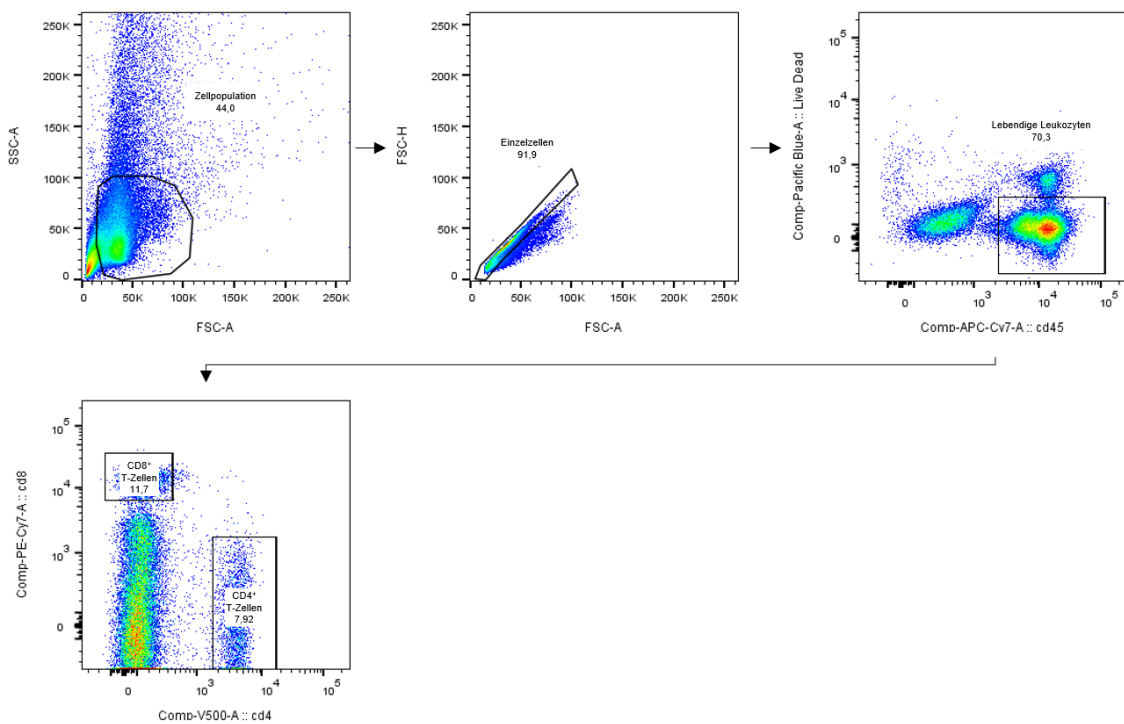 250K
200K
150K
100K
50K
0
SSC-A
Zellpopulation
44,0
0 50K 100K 150K 200K 250K
FSC-A
250K
200K
150K
100K
50K
0
FSC-H
Einzelzellen
91,9
0 50K 100K 150K 200K 250K
FSC-A
10^5
10^4
10^3
0
Comp-Pacific Blue-A :: Live Dead
Lebendige Leukozyten
70,3
0 10^3 10^4 10^5
Comp-APC-Cy7-A :: cd45
10^5
10^4
10^3
0
Comp-PE-Cy7-A :: cd8
CD8⁺
T-Zellen
11,7
CD4⁺
T-Zellen
7,92
0 10^3 10^4 10^5
Comp-V500-A :: cd4